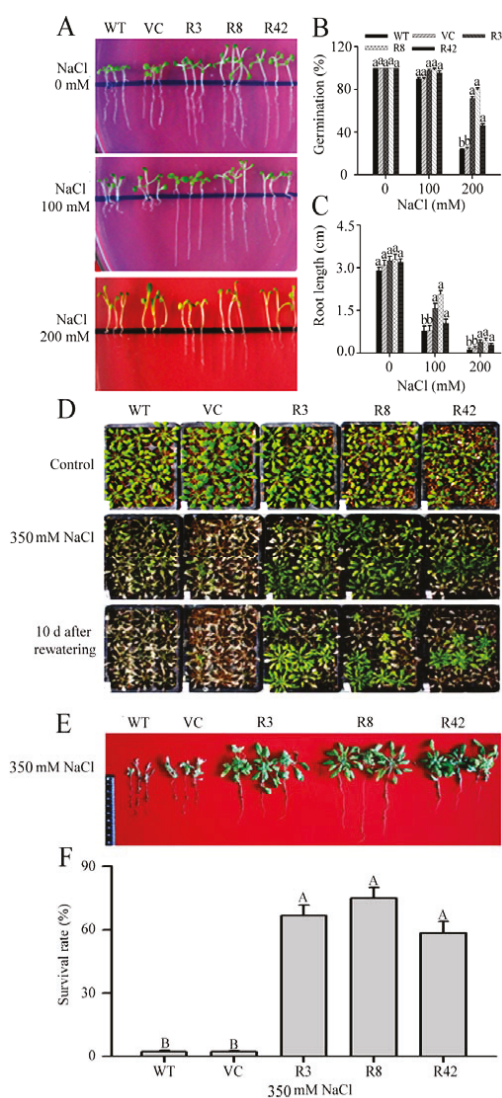 A
WT VC R3 R8 R42
NaCl
0 mM
NaCl
100 mM
NaCl
200 mM
B
WT VC R3
R8 R42
Germination (%)
120
80
40
0
a a a a a
a a a a a
b b a a a
0 100 200
NaCl (mM)
C
Root length (cm)
4.5
3.0
1.5
0.0
a a a a a
b b a a a
b b a a a
0 100 200
NaCl (mM)
D
WT VC R3 R8 R42
Control
350 mM NaCl
10 d after
rewatering
E
WT VC R3 R8 R42
350 mM NaCl
F
Survival rate (%)
90
60
30
0
B B A A A
WT VC R3 R8 R42
350 mM NaCl